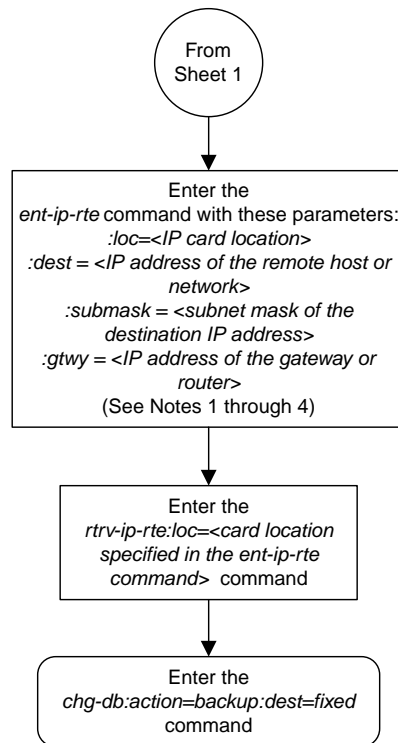 From
Sheet 1
Enter the
ent-ip-rte command with these parameters:
:loc=<IP card location>
:dest = <IP address of the remote host or
network>
:submask = <subnet mask of the
destination IP address>
:gtwy = <IP address of the gateway or
router>
(See Notes 1 through 4)
Enter the
rtrv-ip-rte:loc=<card location
specified in the ent-ip-rte
command> command
Enter the
chg-db:action=backup:dest=fixed
command